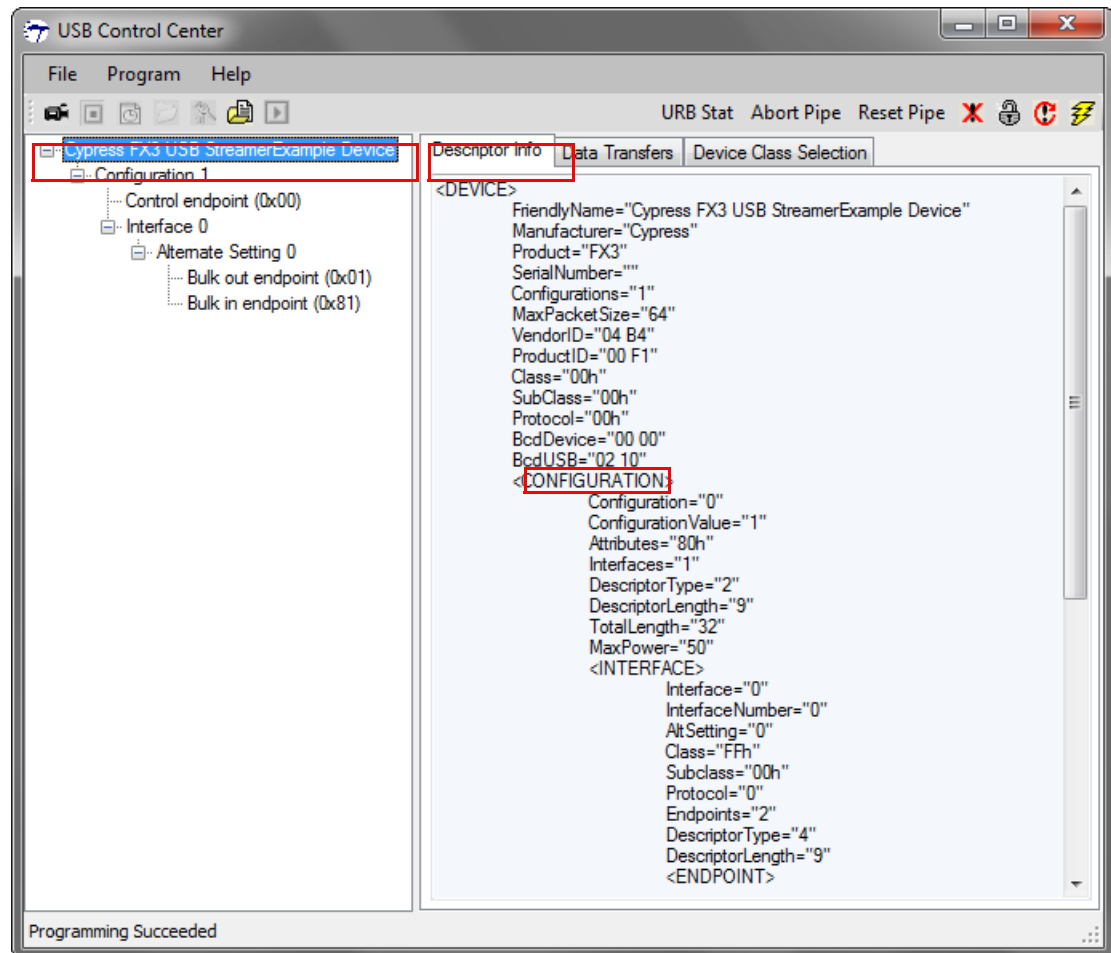 USB Control Center
File Program Help
URB Stat Abort Pipe Reset Pipe
Cypress FX3 USB StreamerExample Device
Configuration 1
Control endpoint (0x00)
Interface 0
Alternate Setting 0
Bulk out endpoint (0x01)
Bulk in endpoint (0x81)
Descriptor Info Data Transfers Device Class Selection
<DEVICE>
FriendlyName="Cypress FX3 USB StreamerExample Device"
Manufacturer="Cypress"
Product="FX3"
SerialNumber=""
Configurations="1"
MaxPacketSize="64"
VendorID="04 B4"
ProductID="00 F1"
Class="00h"
SubClass="00h"
Protocol="00h"
BcdDevice="00 00"
BcdUSB="02 10"
<CONFIGURATION>
Configuration="0"
ConfigurationValue="1"
Attributes="80h"
Interfaces="1"
DescriptorType="2"
DescriptorLength="9"
TotalLength="32"
MaxPower="50"
<INTERFACE>
Interface="0"
InterfaceNumber="0"
AltSetting="0"
Class="FFh"
Subclass="00h"
Protocol="0"
Endpoints="2"
DescriptorType="4"
DescriptorLength="9"
<ENDPOINT>
Programming Succeeded